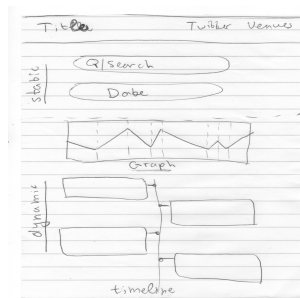 Title Twitter Venues
static
Q/Search
Date
Graph
dynamic
timeline